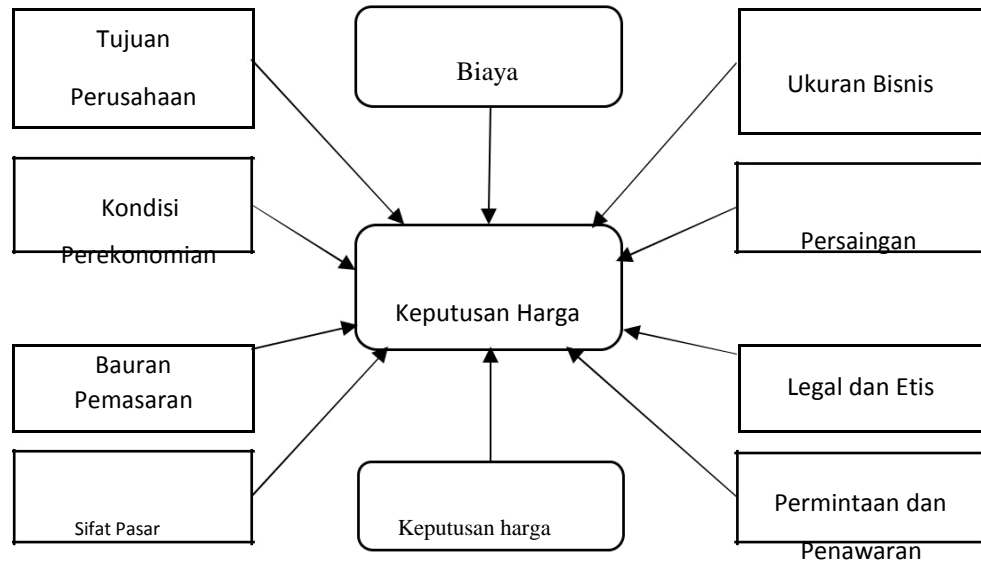 Tujuan
Perusahaan
Biaya
Ukuran Bisnis
Kondisi
Perekonomian
Persaingan
Keputusan Harga
Bauran
Pemasaran
Legal dan Etis
Sifat Pasar
Keputusan harga
Permintaan dan
Penawaran